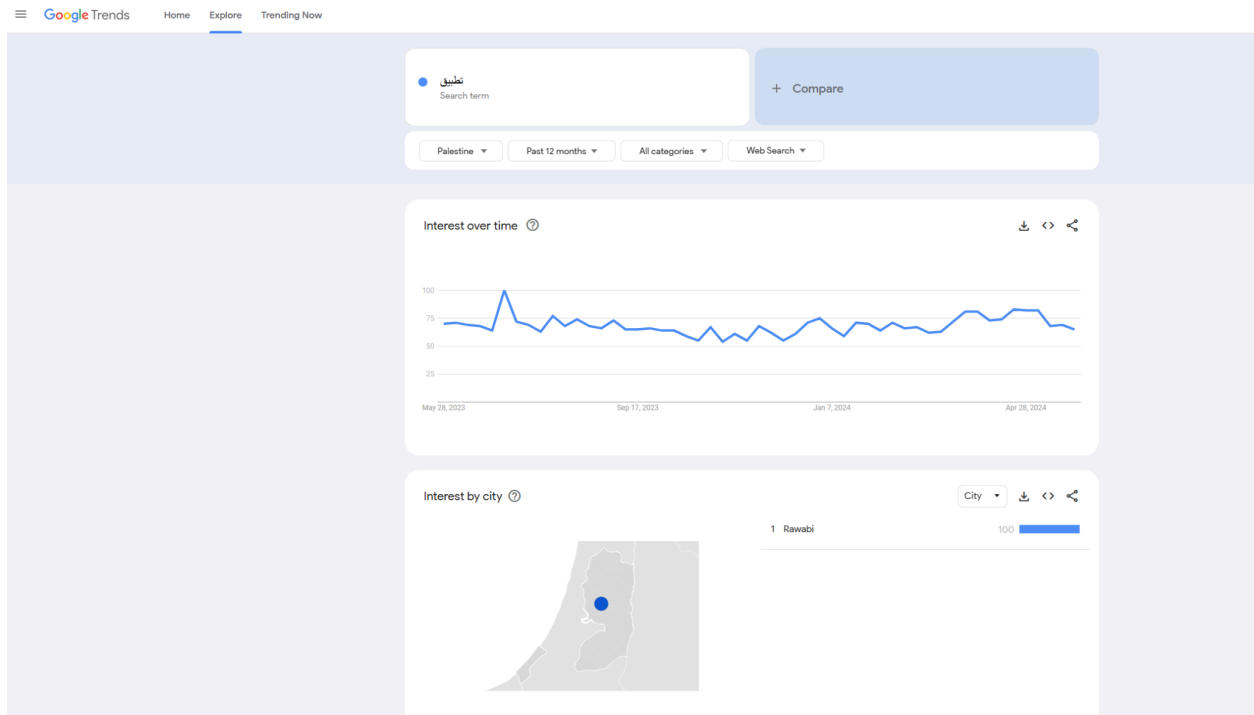 Google Trends Home Explore Trending Now
تطبيق
Search term
+ Compare
Palestine Past 12 months All categories Web Search
Interest over time
100
75
50
25
May 28, 2023 Sep 17, 2023 Jan 7, 2024 Apr 28, 2024
Interest by city City
1 Rawabi 100